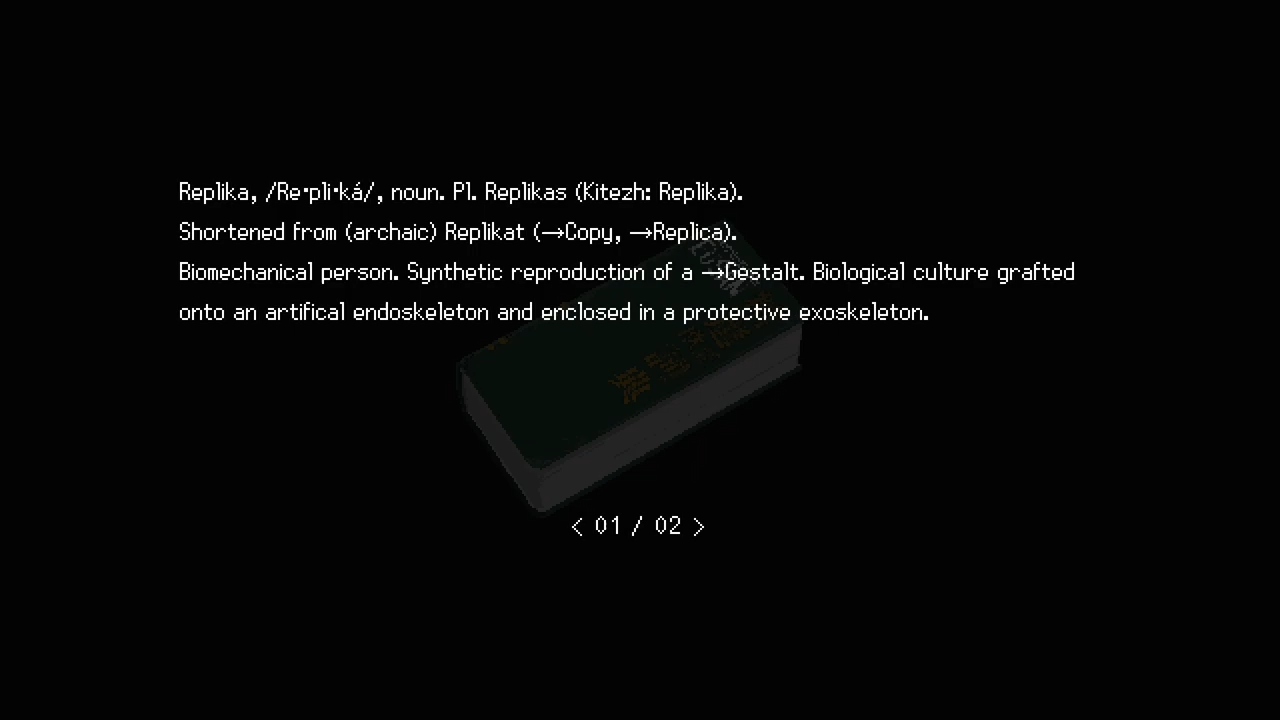 Replika, /Re·pli·ká/, noun. Pl. Replikas (Kitezh: Replika).
Shortened from (archaic) Replikat (→Copy, →Replica).
Biomechanical person. Synthetic reproduction of a →Gestalt. Biological culture grafted
onto an artifical endoskeleton and enclosed in a protective exoskeleton.
< 01 / 02 >